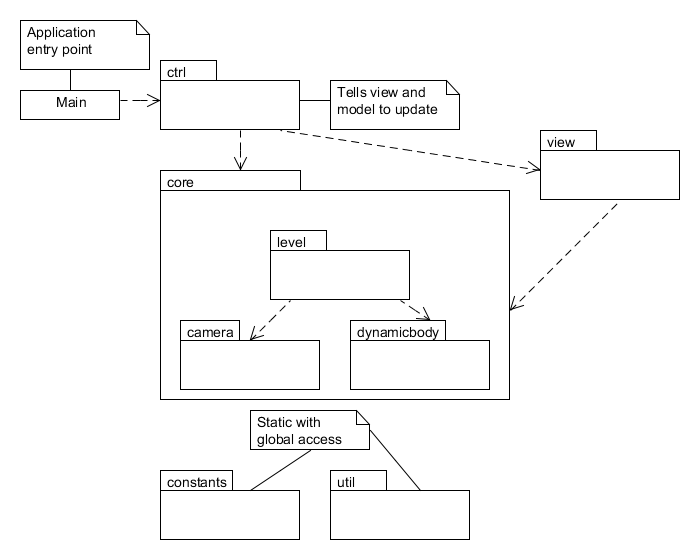 Application
entry point
Main
ctrl
Tells view and
model to update
view
core
level
camera
dynamicbody
Static with
global access
constants
util